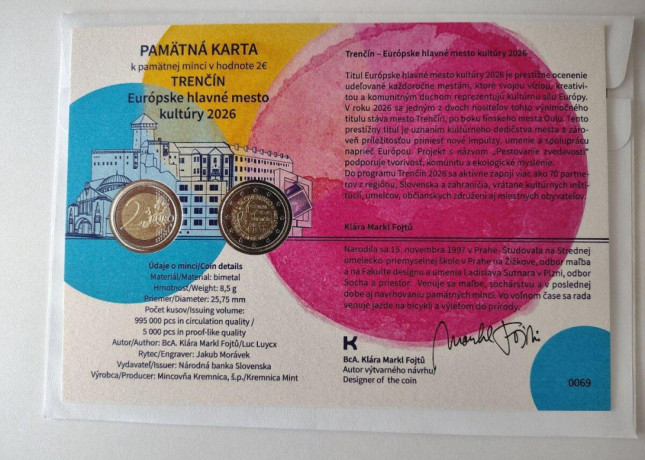 PAMÄTNÁ KARTA
k pamätnej minci v hodnote 2€
TRENČÍN
Európske hlavné mesto
kultúry 2026
2 EURO
Údaje o minci/Coin details
Materiál/Material: bimetal
Hmotnosť/Weight: 8,5 g
Priemer/Diameter: 25,75 mm
Počet kusov/Issuing volume:
995 000 pcs in circulation quality /
5 000 pcs in proof-like quality
Autor/Author: BcA. Klára Markl Fojtů/Luc Luycx
Rytec/Engraver: Jakub Morávek
Vydavateľ/Issuer: Národná banka Slovenska
Výrobca/Producer: Mincovňa Kremnica, š.p./Kremnica Mint
Trenčín – Európske hlavné mesto kultúry 2026
Titul Európske hlavné mesto kultúry 2026 je prestížne ocenenie
udeľované každoročne mestám, ktoré svojou víziou, kreativi-
tou a komunitným duchom reprezentujú kultúrnu silu Európy.
V roku 2026 sa jedným z dvoch nositeľov tohto výnimočného
titulu stáva mesto Trenčín, po boku fínskeho mesta Oulu. Tento
prestížny titul je uznaním kultúrneho dedičstva mesta a záro-
veň príležitosťou priniesť nové impulzy, umenie a spoluprácu
naprieč Európou. Projekt s názvom „Pestovanie zvedavosti"
podporuje tvorivosť, komunitu a ekologické myslenie.
Do programu Trenčín 2026 sa aktívne zapojí viac ako 70 partne-
rov z regiónu, Slovenska a zahraničia, vrátane kultúrnych inšti-
túcií, umelcov, občianskych združení aj miestnych obyvateľov.
Klára Markl Fojtů
Narodila sa 15. novembra 1997 v Prahe. Študovala na Strednej
umelecko-priemyselnej škole v Prahe na Žižkove, odbor maľba
a na Fakulte designu a umenia Ladislava Sutnara v Plzni, odbor
Socha a priestor. Venuje sa maľbe, sochárstvu a v poslednej
dobe aj navrhovaniu pamätných mincí. Vo voľnom čase sa rada
venuje jazde na bicykli a výletom do prírody.
K
Markl Fojtů
BcA. Klára Markl Fojtů
Autor výtvarného návrhu/
Designer of the coin
0069